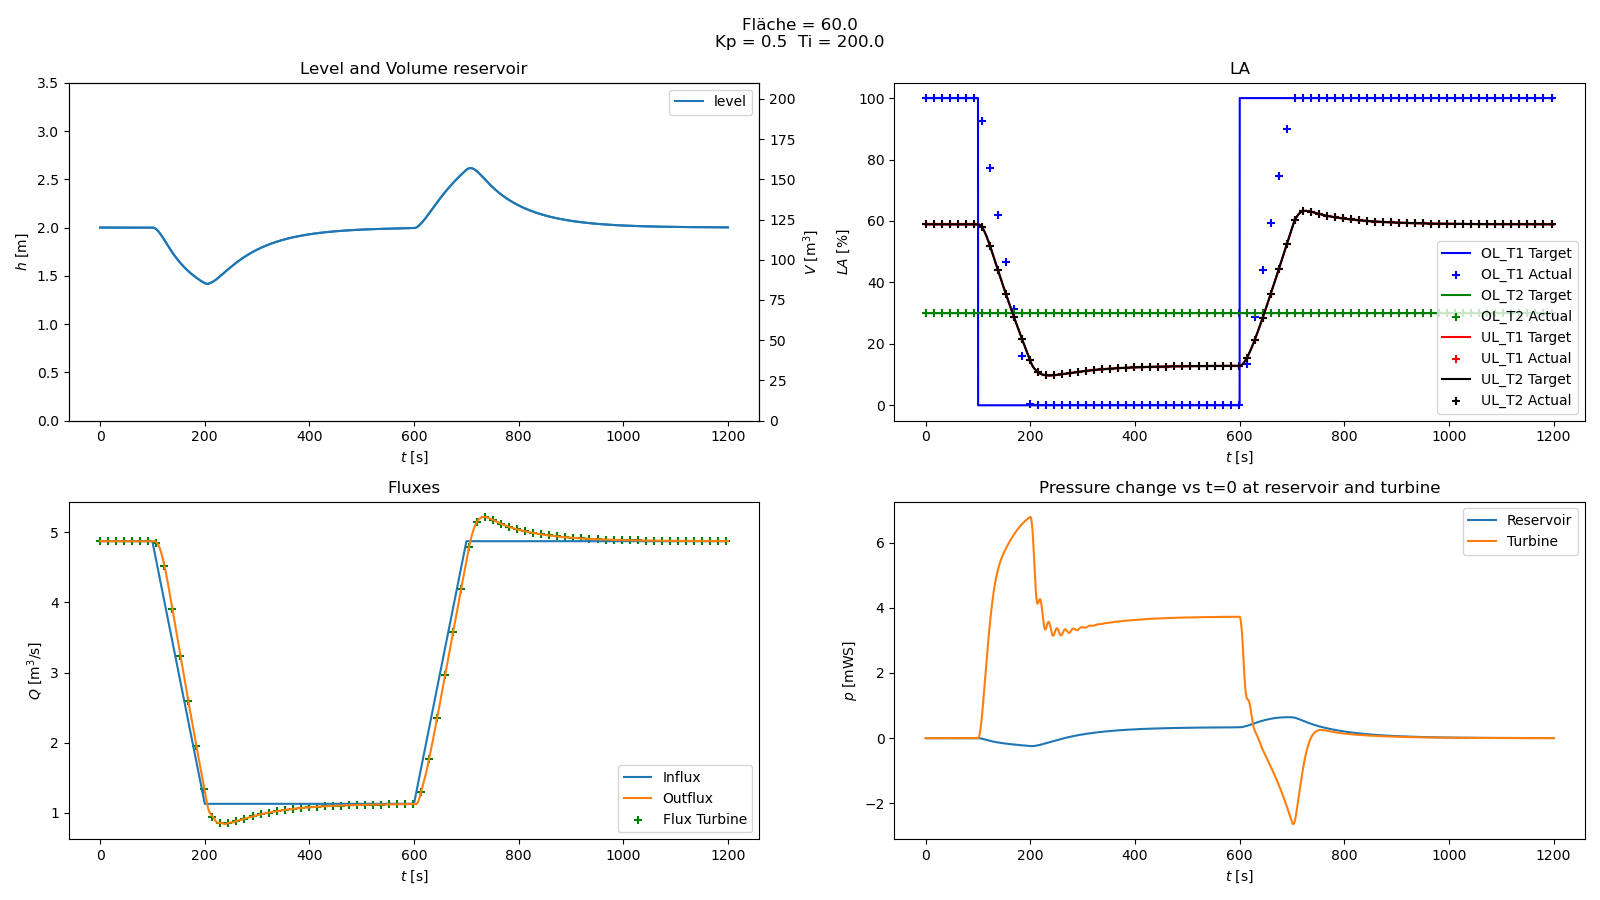 Fläche = 60.0
Kp = 0.5  Ti = 200.0
Level and Volume reservoir
3.5
3.0
2.5
2.0
1.5
1.0
0.5
0.0
h [m]
level
200
175
150
125
100
75
50
25
0
V [m³]
0 200 400 600 800 1000 1200
t [s]
LA
100
80
60
40
20
0
LA [%]
OL_T1 Target
OL_T1 Actual
OL_T2 Target
OL_T2 Actual
UL_T1 Target
UL_T1 Actual
UL_T2 Target
UL_T2 Actual
0 200 400 600 800 1000 1200
t [s]
Fluxes
5
4
3
2
1
Q [m³/s]
Influx
Outflux
Flux Turbine
0 200 400 600 800 1000 1200
t [s]
Pressure change vs t=0 at reservoir and turbine
6
4
2
0
−2
p [mWS]
Reservoir
Turbine
0 200 400 600 800 1000 1200
t [s]